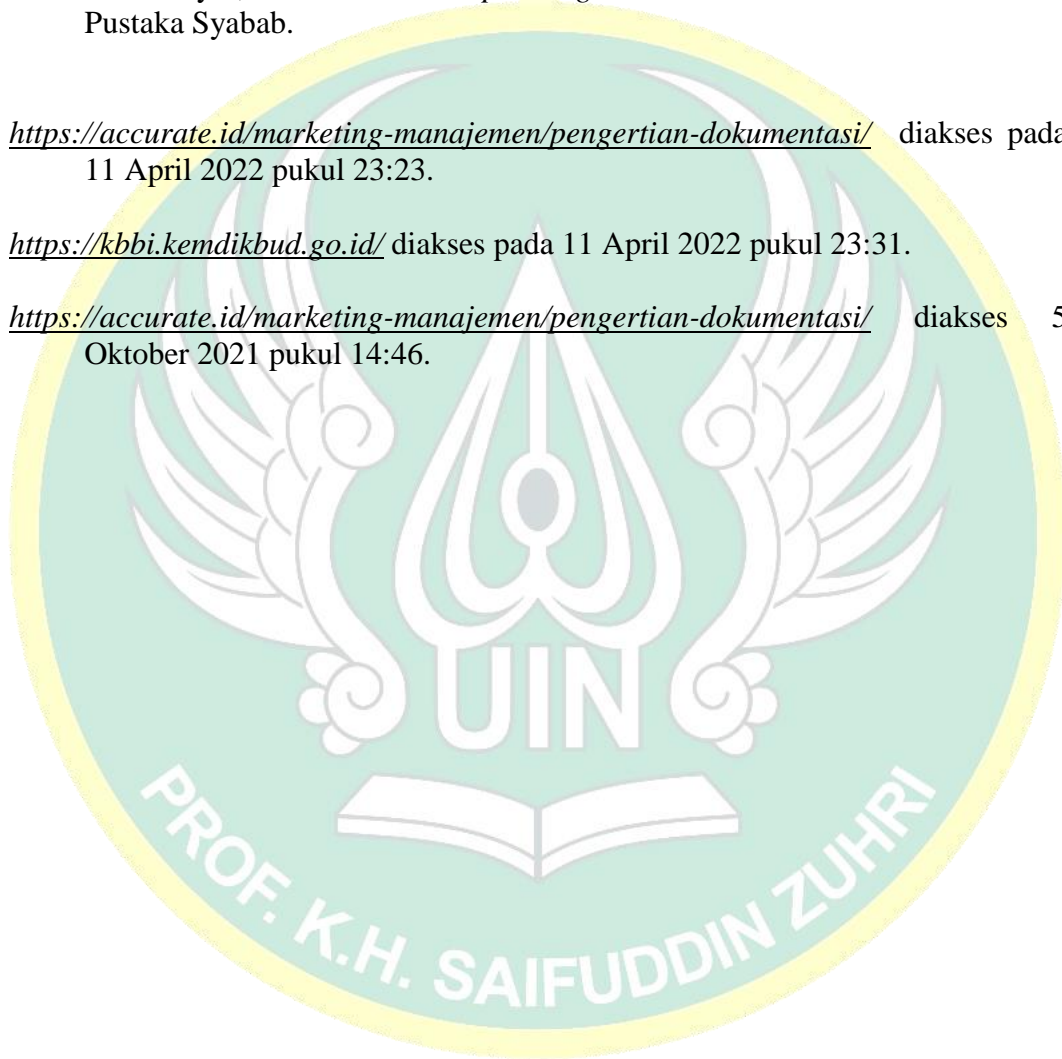 Pustaka Syabab.
https://accurate.id/marketing-manajemen/pengertian-dokumentasi/ diakses pada
11 April 2022 pukul 23:23.
https://kbbi.kemdikbud.go.id/ diakses pada 11 April 2022 pukul 23:31.
https://accurate.id/marketing-manajemen/pengertian-dokumentasi/ diakses 5
Oktober 2021 pukul 14:46.
UIN
PROF. K.H. SAIFUDDIN ZUHRI